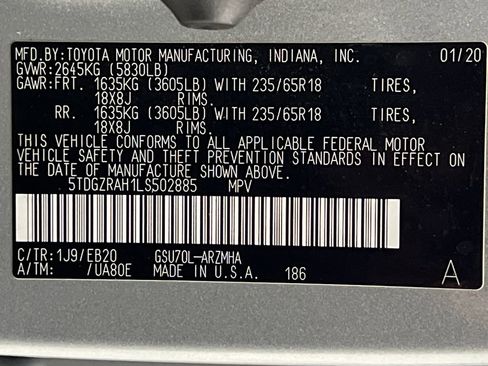 MFD.BY:TOYOTA MOTOR MANUFACTURING, INDIANA, INC. 01/20
GVWR:2645KG (5830LB)
GAWR:FRT. 1635KG (3605LB) WITH 235/65R18 TIRES,
18X8J RIMS.
RR. 1635KG (3605LB) WITH 235/65R18 TIRES,
18X8J RIMS.
THIS VEHICLE CONFORMS TO ALL APPLICABLE FEDERAL MOTOR
VEHICLE SAFETY AND THEFT PREVENTION STANDARDS IN EFFECT ON THE
DATE OF MANUFACTURE SHOWN ABOVE.
5TDGZRAH1LS502885 MPV
C/TR:1J9/EB20 GSU70L-ARZMHA
A/TM: /UA80E MADE IN U.S.A. 186 A